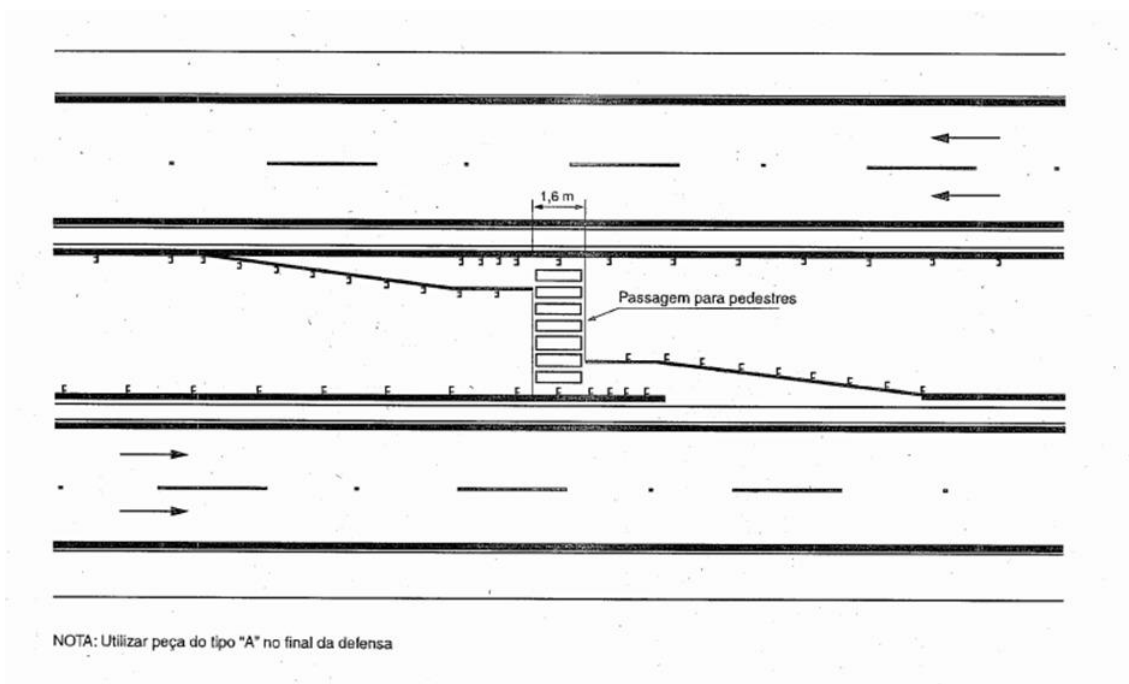 1,6 m
Passagem para pedestres
NOTA: Utilizar peça do tipo "A" no final da defensa